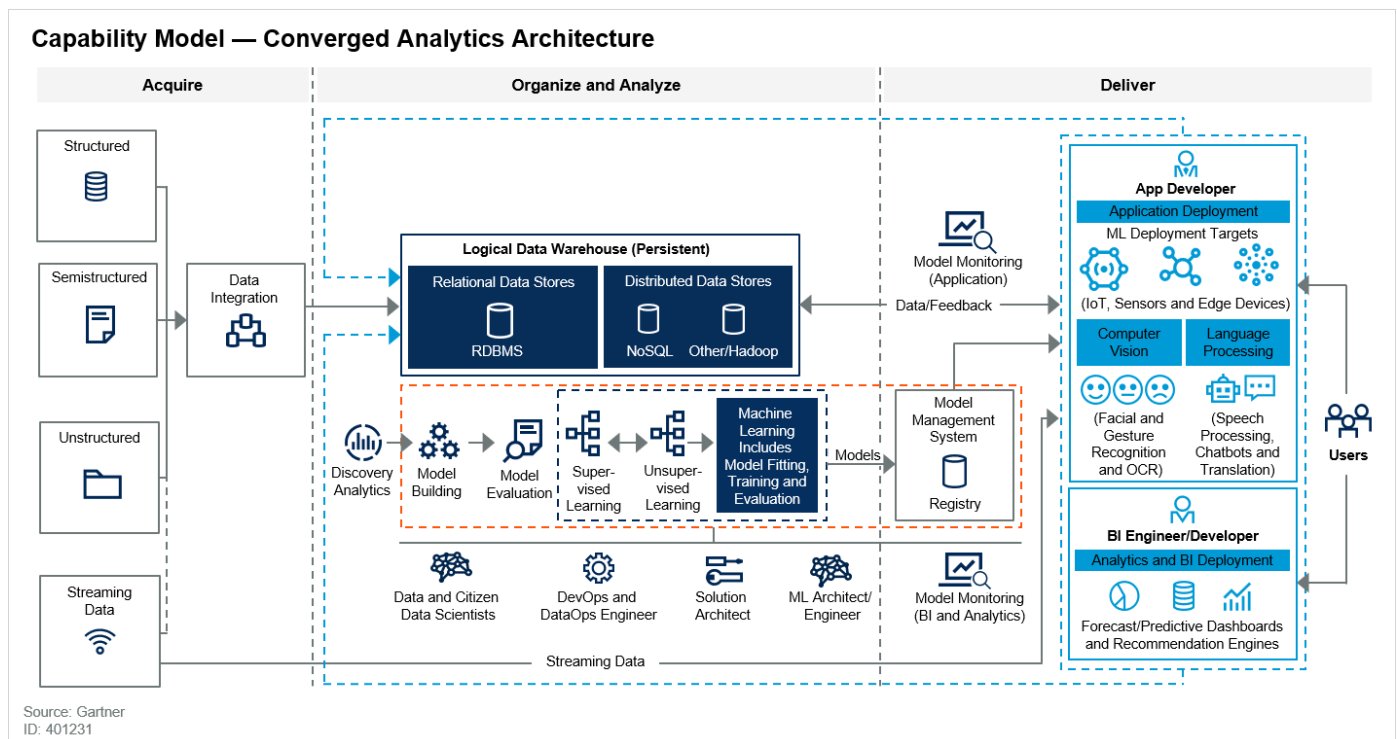 Capability Model — Converged Analytics Architecture
Acquire
Organize and Analyze
Deliver
Structured
Semistructured
Unstructured
Streaming
Data
Data
Integration
Logical Data Warehouse (Persistent)
Relational Data Stores
RDBMS
Distributed Data Stores
NoSQL
Other/Hadoop
Discovery
Analytics
Model
Building
Model
Evaluation
Super-
vised
Learning
Unsuper-
vised
Learning
Machine
Learning
Includes
Model Fitting,
Training and
Evaluation
Models
Model
Management
System
Registry
Data and Citizen
Data Scientists
DevOps and
DataOps Engineer
Solution
Architect
ML Architect/
Engineer
Model Monitoring
(BI and Analytics)
Streaming Data
Model Monitoring
(Application)
Data/Feedback
App Developer
Application Deployment
ML Deployment Targets
(IoT, Sensors and Edge Devices)
Computer
Vision
Language
Processing
(Facial and
Gesture
Recognition
and OCR)
(Speech
Processing,
Chatbots and
Translation)
BI Engineer/Developer
Analytics and BI Deployment
Forecast/Predictive Dashboards
and Recommendation Engines
Users
Source: Gartner
ID: 401231